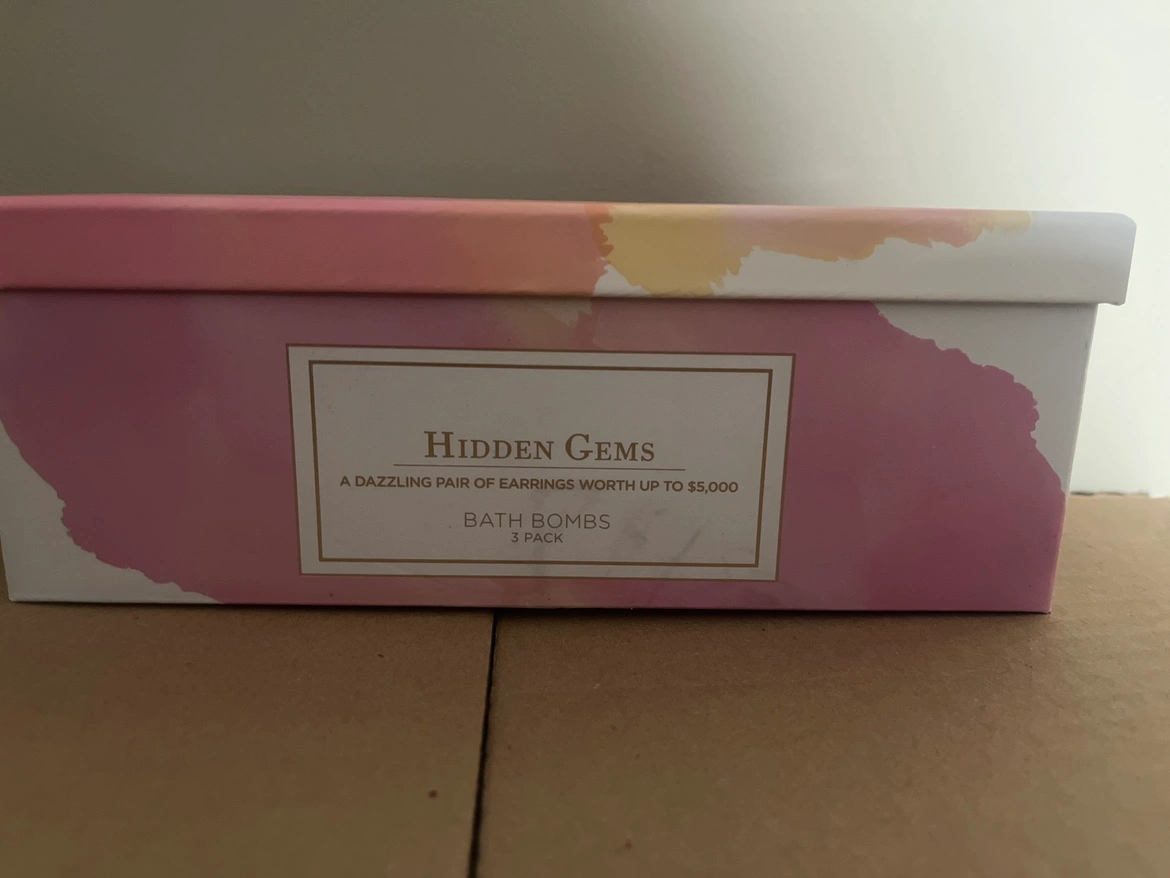 HIDDEN GEMS
A DAZZLING PAIR OF EARRINGS WORTH UP TO $5,000
BATH BOMBS
3 PACK